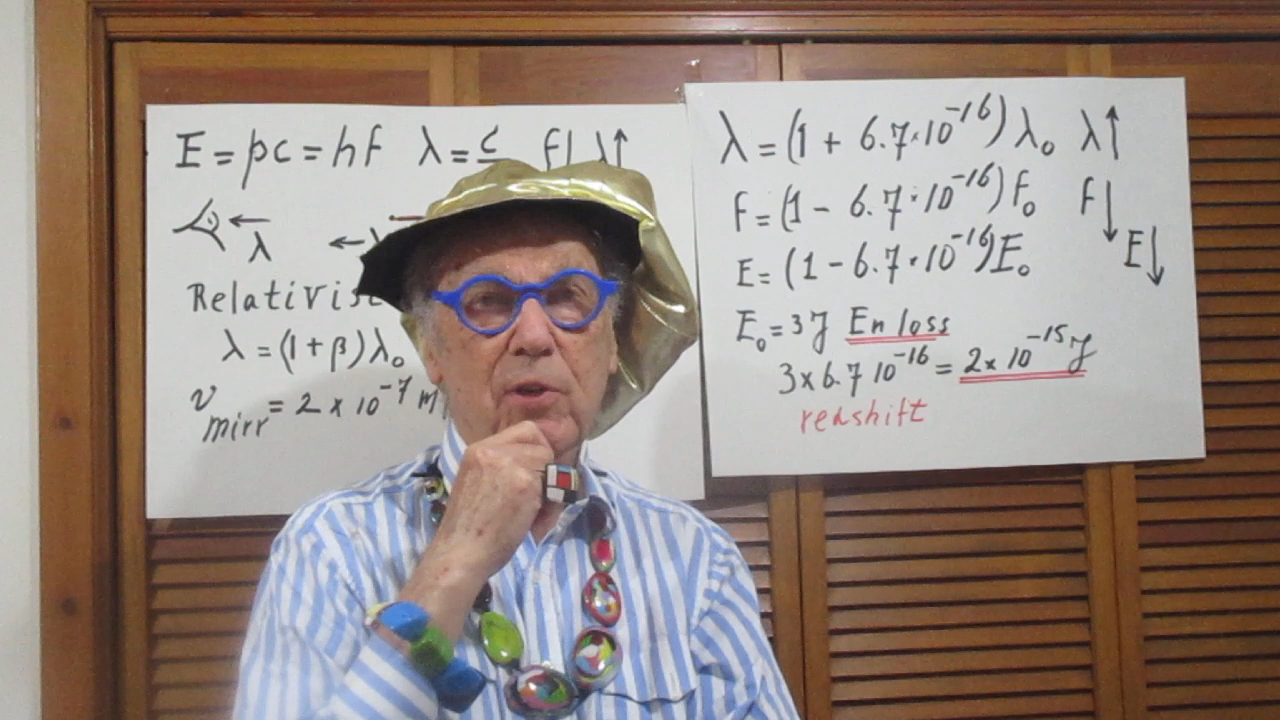 E = pc = hf λ = c f↓ λ↑
← λ ←
Relativis
λ = (1 + β) λ₀
v mirr = 2 × 10⁻⁷ m
λ = (1 + 6.7·10⁻¹⁶) λ₀ λ↑
f = (1 − 6.7·10⁻¹⁶) f₀ f↓
E = (1 − 6.7·10⁻¹⁶) E₀ E↓
E₀ = 3J En loss
3 × 6.7 10⁻¹⁶ = 2 × 10⁻¹⁵ J
redshift